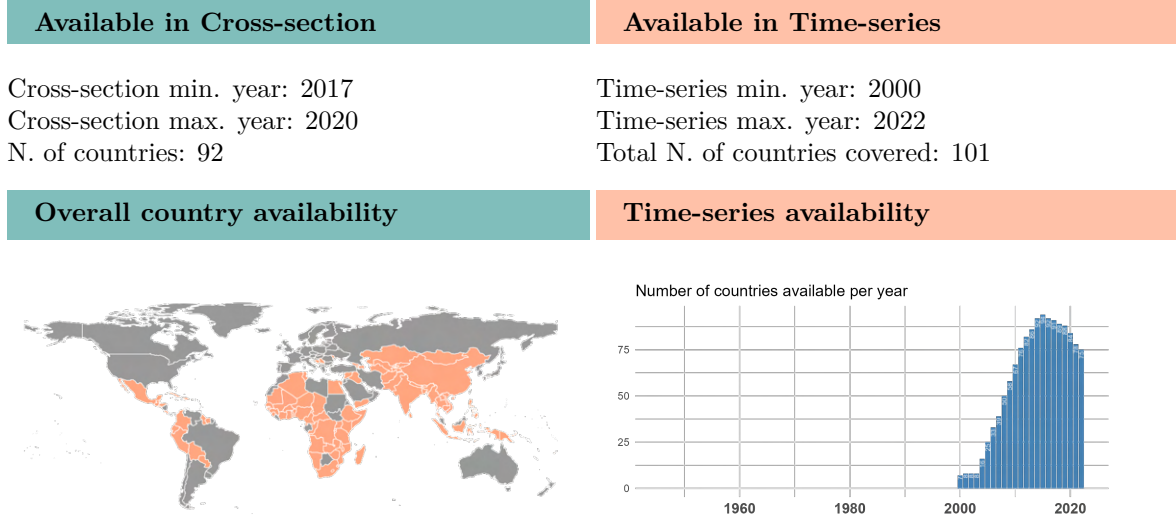 Available in Cross-section
Available in Time-series
Cross-section min. year: 2017
Cross-section max. year: 2020
N. of countries: 92
Time-series min. year: 2000
Time-series max. year: 2022
Total N. of countries covered: 101
Overall country availability
Time-series availability
Number of countries available per year
75
50
25
0
1960
1980
2000
2020